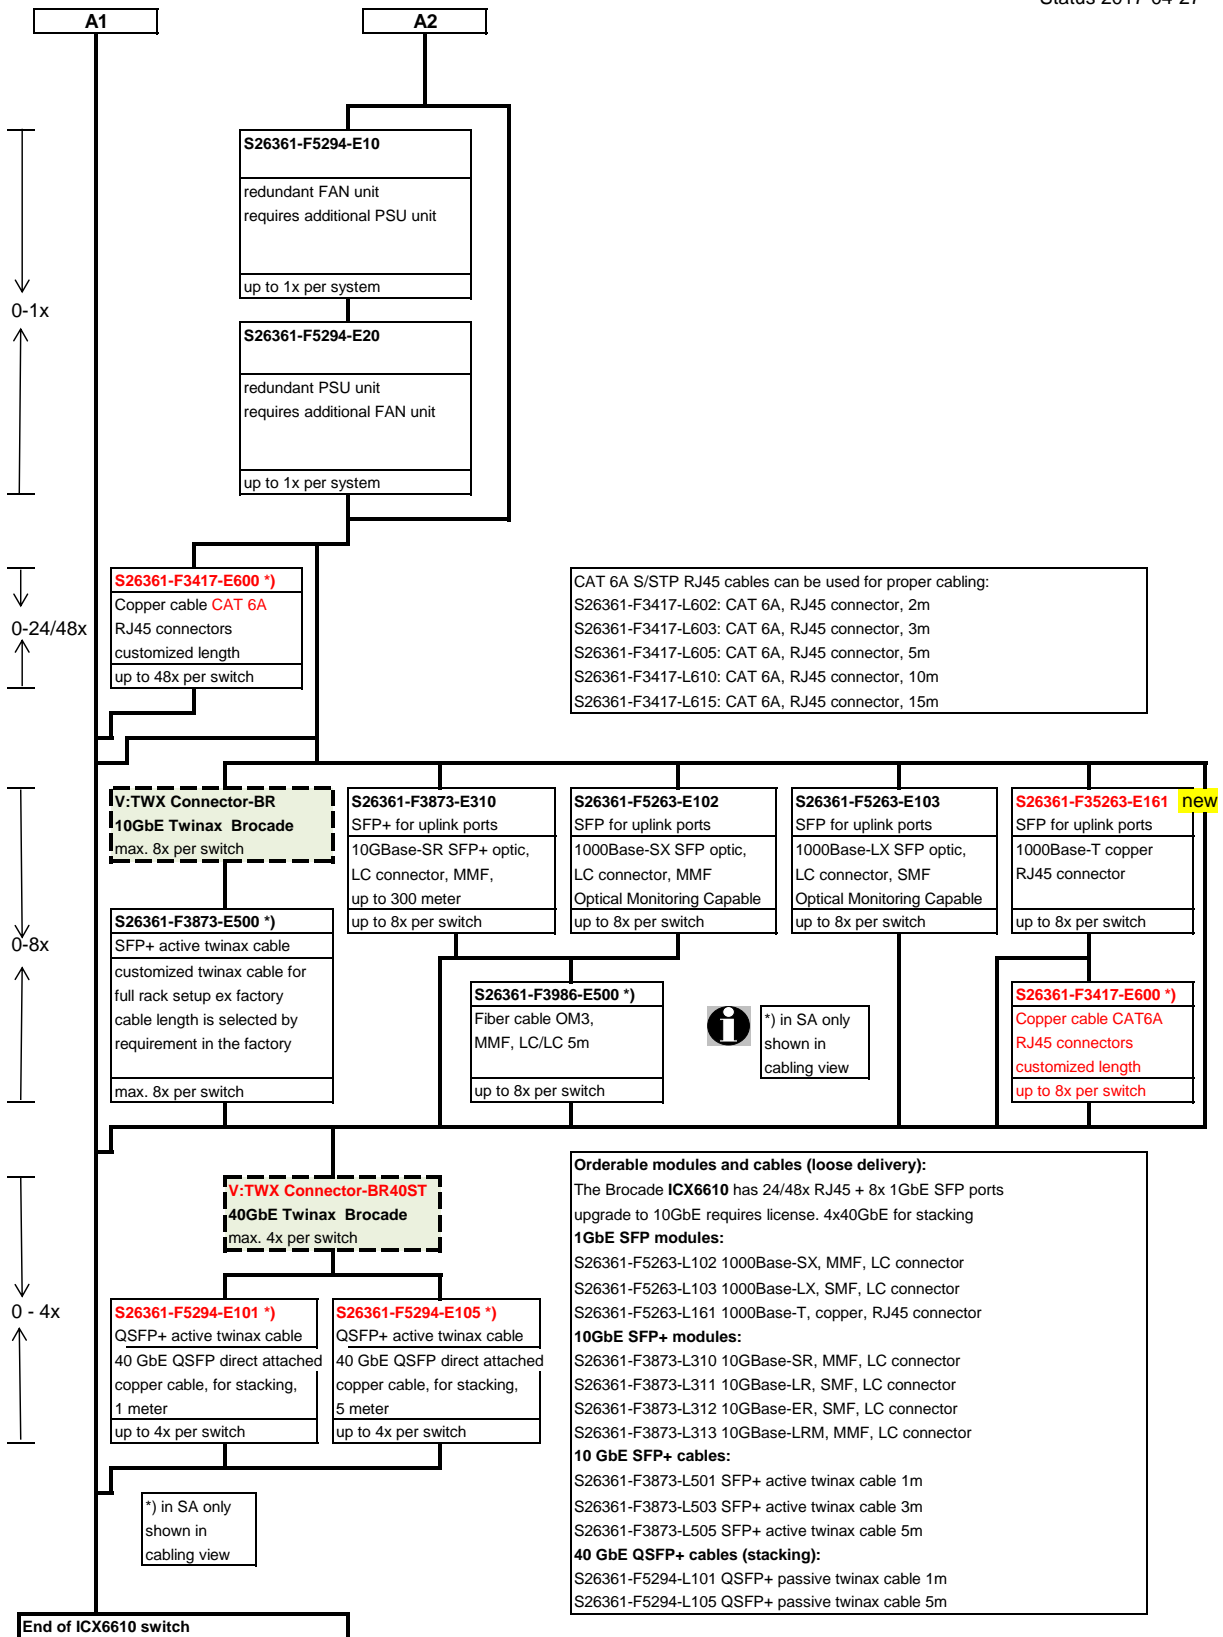 Status 2017-04-27
A1
A2
S26361-F5294-E10
redundant FAN unit
requires additional PSU unit
up to 1x per system
0-1x
S26361-F5294-E20
redundant PSU unit
requires additional FAN unit
up to 1x per system
S26361-F3417-E600 *)
Copper cable CAT 6A
RJ45 connectors
customized length
up to 48x per switch
0-24/48x
CAT 6A S/STP RJ45 cables can be used for proper cabling:
S26361-F3417-L602: CAT 6A, RJ45 connector, 2m
S26361-F3417-L603: CAT 6A, RJ45 connector, 3m
S26361-F3417-L605: CAT 6A, RJ45 connector, 5m
S26361-F3417-L610: CAT 6A, RJ45 connector, 10m
S26361-F3417-L615: CAT 6A, RJ45 connector, 15m
V:TWX Connector-BR
10GbE Twinax Brocade
max. 8x per switch
S26361-F3873-E310
SFP+ for uplink ports
10GBase-SR SFP+ optic,
LC connector, MMF,
up to 300 meter
up to 8x per switch
S26361-F5263-E102
SFP for uplink ports
1000Base-SX SFP optic,
LC connector, MMF
Optical Monitoring Capable
up to 8x per switch
S26361-F5263-E103
SFP for uplink ports
1000Base-LX SFP optic,
LC connector, SMF
Optical Monitoring Capable
up to 8x per switch
S26361-F35263-E161
new
SFP for uplink ports
1000Base-T copper
RJ45 connector
up to 8x per switch
0-8x
S26361-F3873-E500 *)
SFP+ active twinax cable
customized twinax cable for
full rack setup ex factory
cable length is selected by
requirement in the factory
max. 8x per switch
S26361-F3986-E500 *)
Fiber cable OM3,
MMF, LC/LC 5m
up to 8x per switch
*) in SA only
shown in
cabling view
S26361-F3417-E600 *)
Copper cable CAT6A
RJ45 connectors
customized length
up to 8x per switch
V:TWX Connector-BR40ST
40GbE Twinax Brocade
max. 4x per switch
0 - 4x
S26361-F5294-E101 *)
QSFP+ active twinax cable
40 GbE QSFP direct attached
copper cable, for stacking,
1 meter
up to 4x per switch
S26361-F5294-E105 *)
QSFP+ active twinax cable
40 GbE QSFP direct attached
copper cable, for stacking,
5 meter
up to 4x per switch
*) in SA only
shown in
cabling view
Orderable modules and cables (loose delivery):
The Brocade ICX6610 has 24/48x RJ45 + 8x 1GbE SFP ports
upgrade to 10GbE requires license. 4x40GbE for stacking
1GbE SFP modules:
S26361-F5263-L102 1000Base-SX, MMF, LC connector
S26361-F5263-L103 1000Base-LX, SMF, LC connector
S26361-F5263-L161 1000Base-T, copper, RJ45 connector
10GbE SFP+ modules:
S26361-F3873-L310 10GBase-SR, MMF, LC connector
S26361-F3873-L311 10GBase-LR, SMF, LC connector
S26361-F3873-L312 10GBase-ER, SMF, LC connector
S26361-F3873-L313 10GBase-LRM, MMF, LC connector
10 GbE SFP+ cables:
S26361-F3873-L501 SFP+ active twinax cable 1m
S26361-F3873-L503 SFP+ active twinax cable 3m
S26361-F3873-L505 SFP+ active twinax cable 5m
40 GbE QSFP+ cables (stacking):
S26361-F5294-L101 QSFP+ passive twinax cable 1m
S26361-F5294-L105 QSFP+ passive twinax cable 5m
End of ICX6610 switch